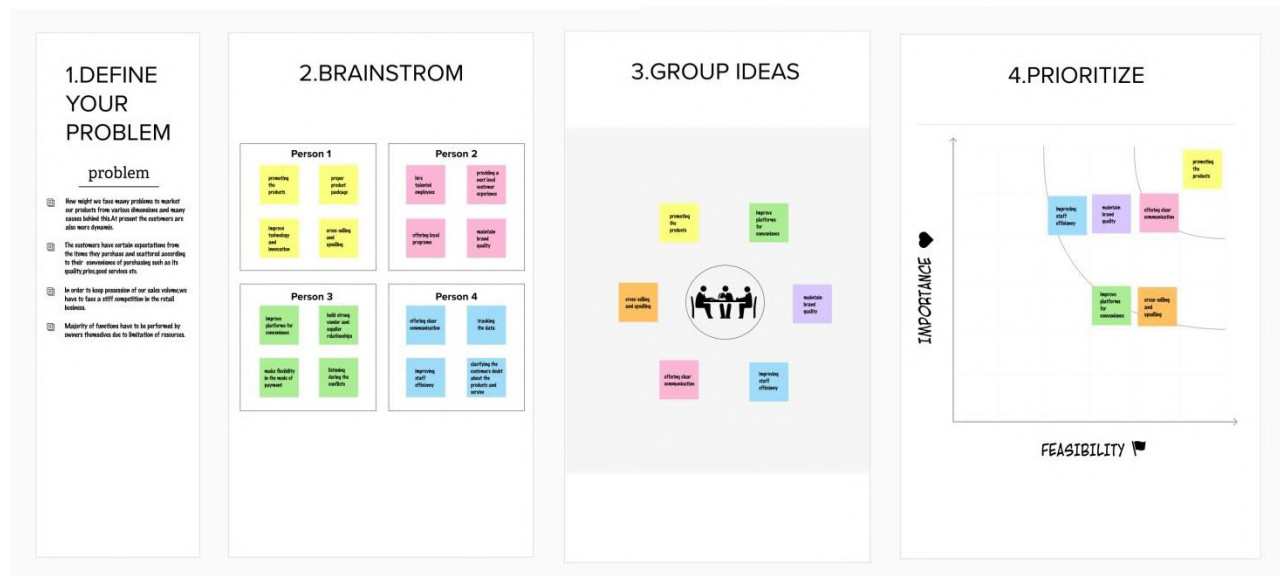 1.DEFINE
YOUR
PROBLEM
problem
How might we face many problems to market
our products from various dimensions and many
causes behind this.At present the customers are
also more dynamic.
The customers have certain expectations from
the items they purchase and scattered according
to their convenience of purchasing such as its
quality,price,good services etc.
In order to keep possession of our sales volume,we
have to face a stiff competition in the retail
business.
Majority of functions have to be performed by
owners themselves due to limitation of resources.
2.BRAINSTROM
Person 1
promoting
the
products
proper
product
package
improve
technology
and
innovation
cross-selling
and
upselling
Person 2
hire
talented
employees
providing a
next level
customer
experience
offering loyal
programs
maintain
brand
quality
Person 3
improve
platforms for
convenience
build strong
vendor and
supplier
relationships
make flexibility
in the mode of
payment
listening
during the
conflicts
Person 4
offering clear
communication
tracking
the data
improving
staff
efficiency
clarifying the
customers doubt
about the
products and
service
3.GROUP IDEAS
promoting
the
products
improve
platforms
for
convenience
cross-selling
and upselling
maintain
brand
quality
offering clear
communication
improving
staff
efficiency
4.PRIORITIZE
promoting
the
products
improving
staff
efficiency
maintain
brand
quality
offering clear
communication
improve
platforms
for
convenience
cross-selling
and
upselling
IMPORTANCE
FEASIBILITY